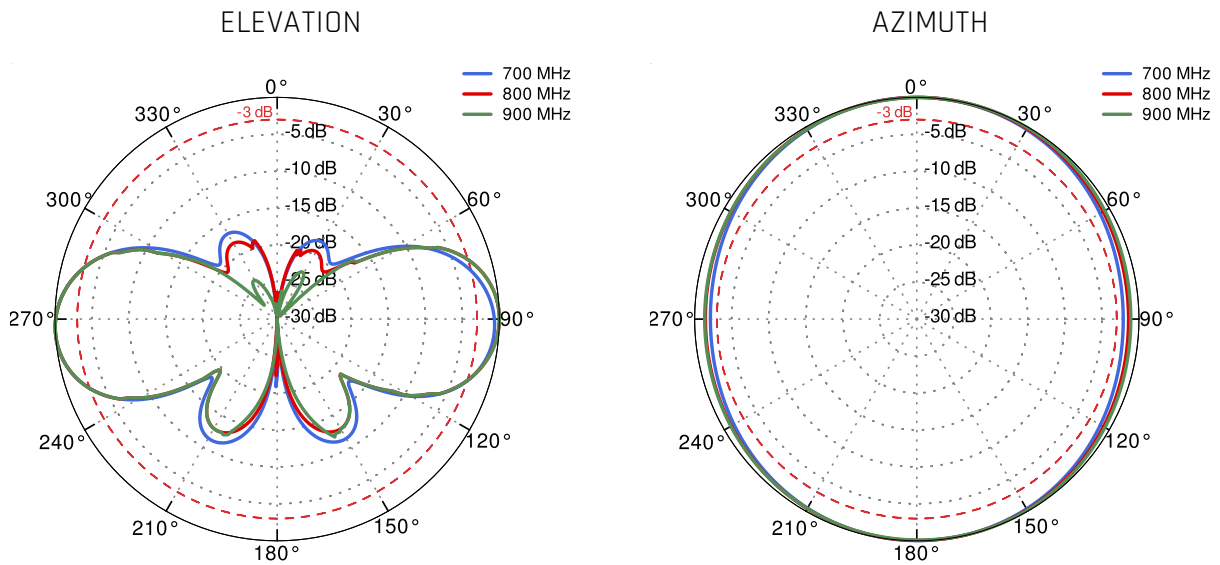 ELEVATION
700 MHz
800 MHz
900 MHz
0°
-3 dB
-5 dB
330°
30°
-10 dB
300°
60°
-15 dB
-20 dB
-25 dB
270°
-30 dB
90°
240°
120°
210°
150°
180°
AZIMUTH
700 MHz
800 MHz
900 MHz
0°
-3 dB
-5 dB
330°
30°
-10 dB
300°
60°
-15 dB
-20 dB
-25 dB
270°
-30 dB
90°
240°
120°
210°
150°
180°